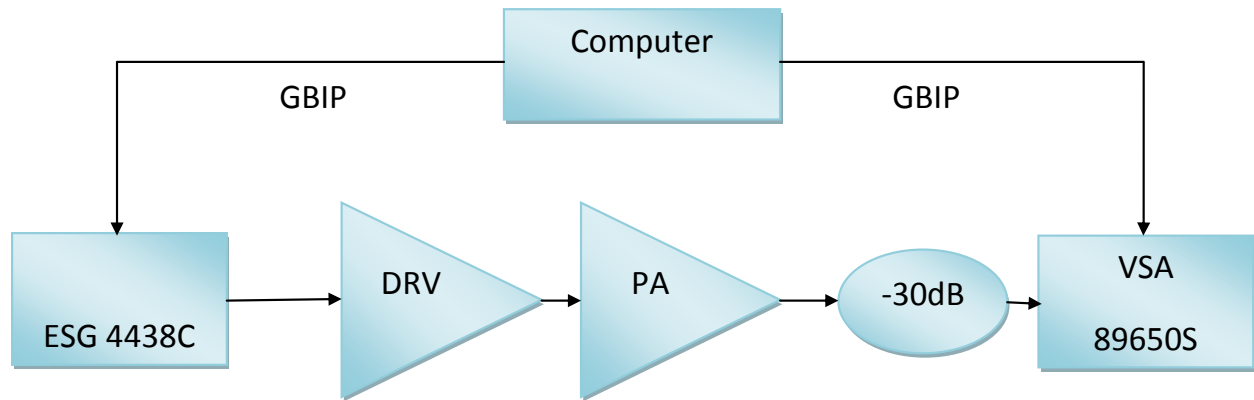 Computer
GBIP
GBIP
ESG 4438C
DRV
PA
-30dB
VSA
89650S